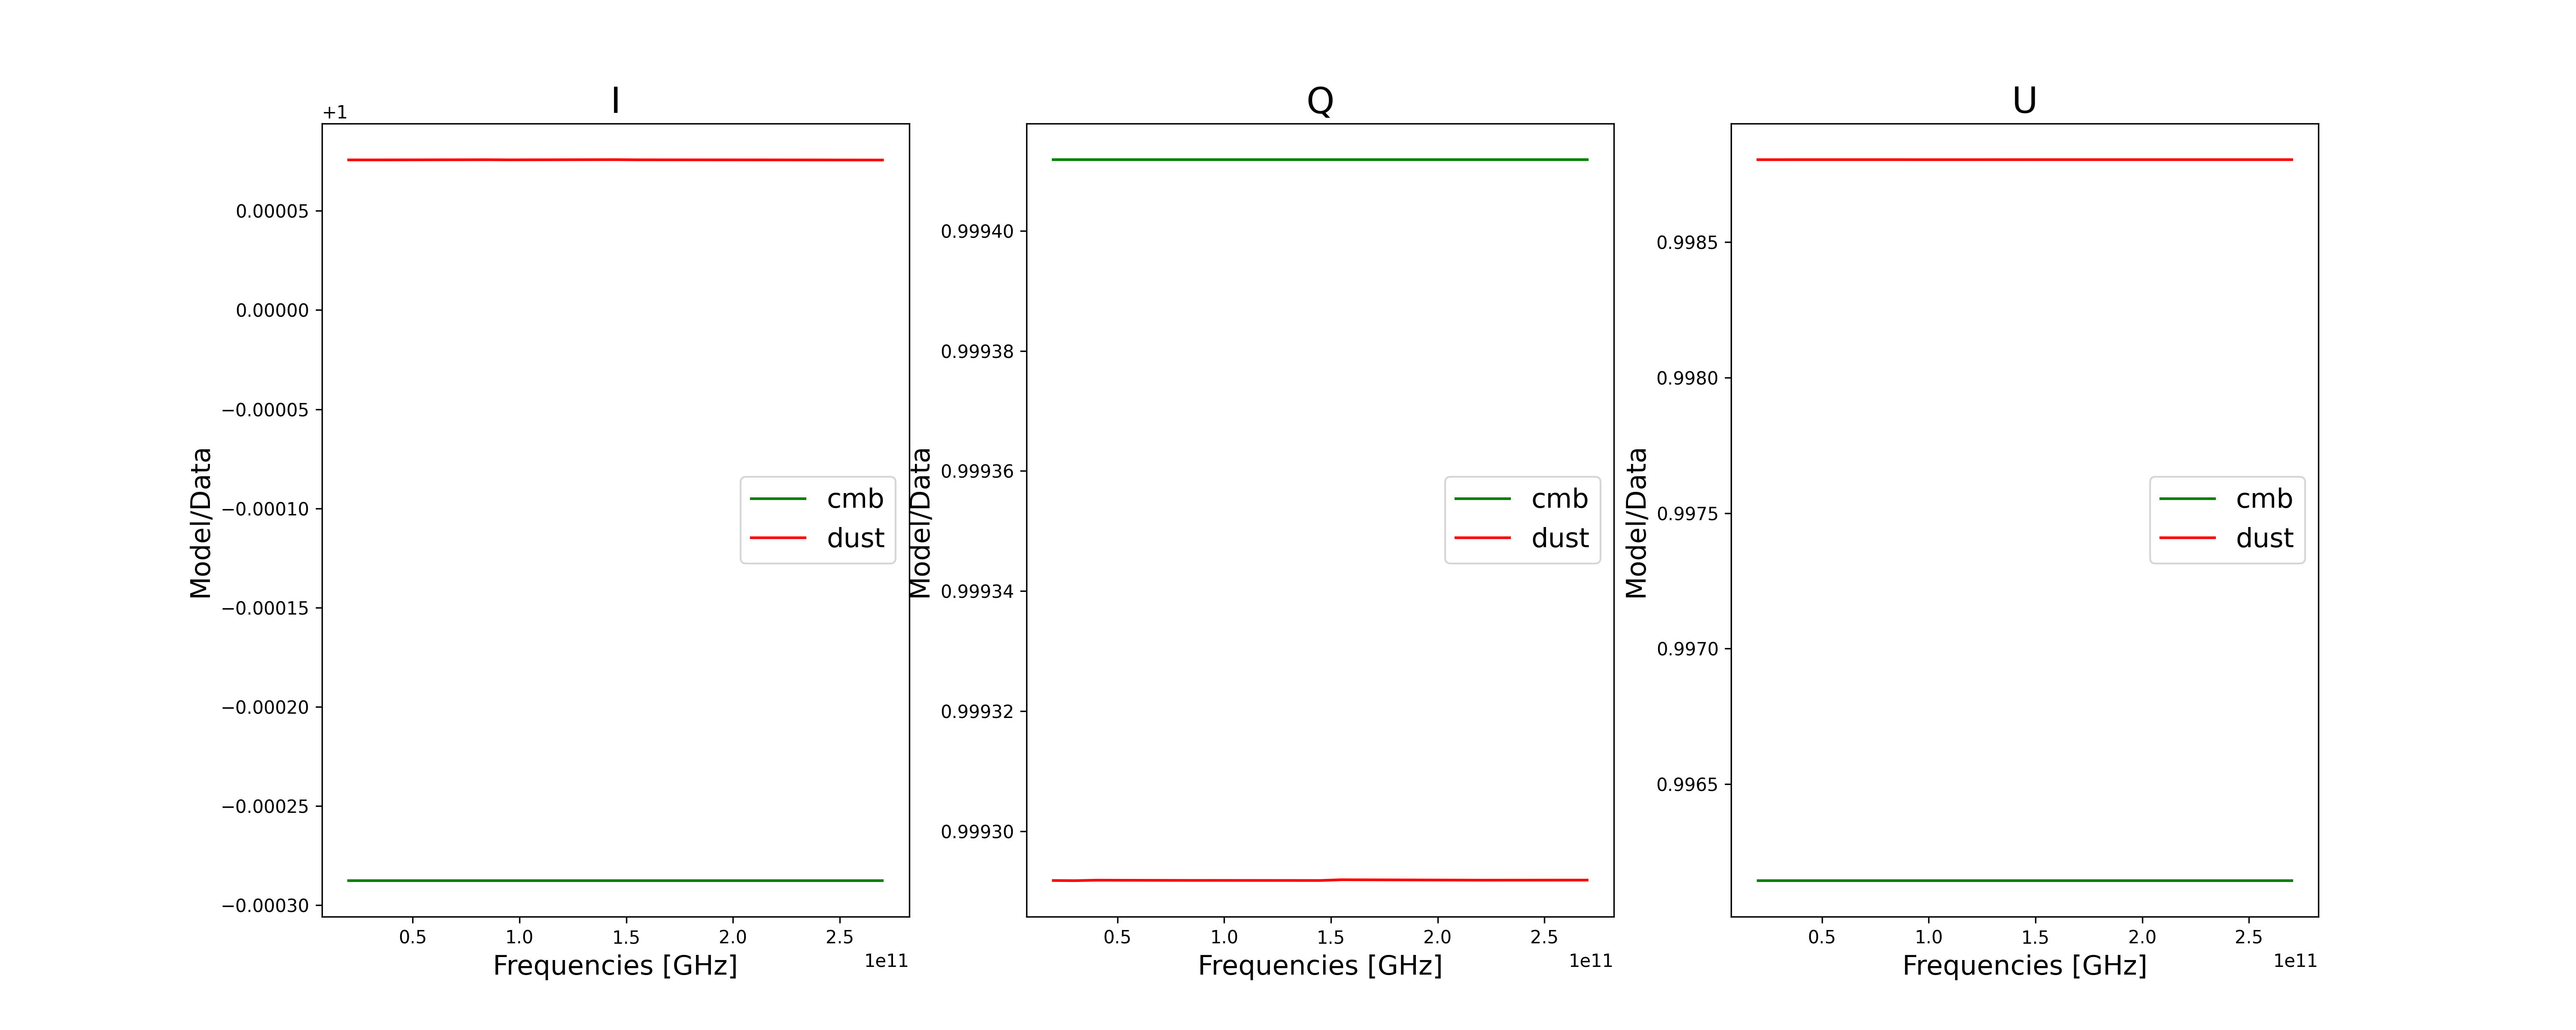 I
+1
0.00005
0.00000
−0.00005
−0.00010
−0.00015
−0.00020
−0.00025
−0.00030
Model/Data
cmb
dust
0.5 1.0 1.5 2.0 2.5
1e11
Frequencies [GHz]
Q
0.99940
0.99938
0.99936
0.99934
0.99932
0.99930
Model/Data
cmb
dust
0.5 1.0 1.5 2.0 2.5
1e11
Frequencies [GHz]
U
0.9985
0.9980
0.9975
0.9970
0.9965
Model/Data
cmb
dust
0.5 1.0 1.5 2.0 2.5
1e11
Frequencies [GHz]